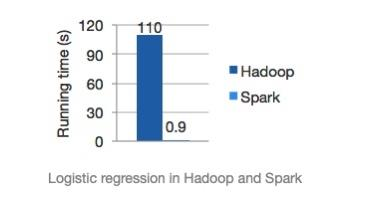 120
110
90
60
30
0
0.9
Running time (s)
Hadoop
Spark
Logistic regression in Hadoop and Spark